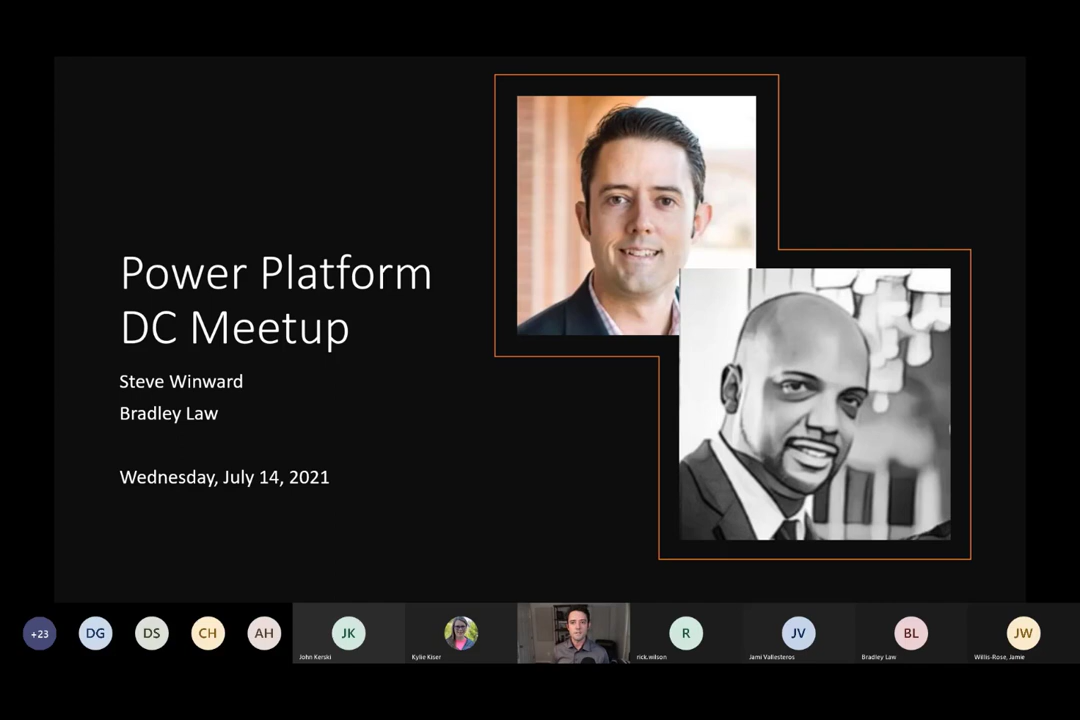 Power Platform
DC Meetup
Steve Winward
Bradley Law
Wednesday, July 14, 2021
+23
DG
DS
CH
AH
JK
R
JV
BL
JW
John Kerski
Kylie Kiser
rick.wilson
Jami Vallesteros
Bradley Law
Willis-Rose, Jamie